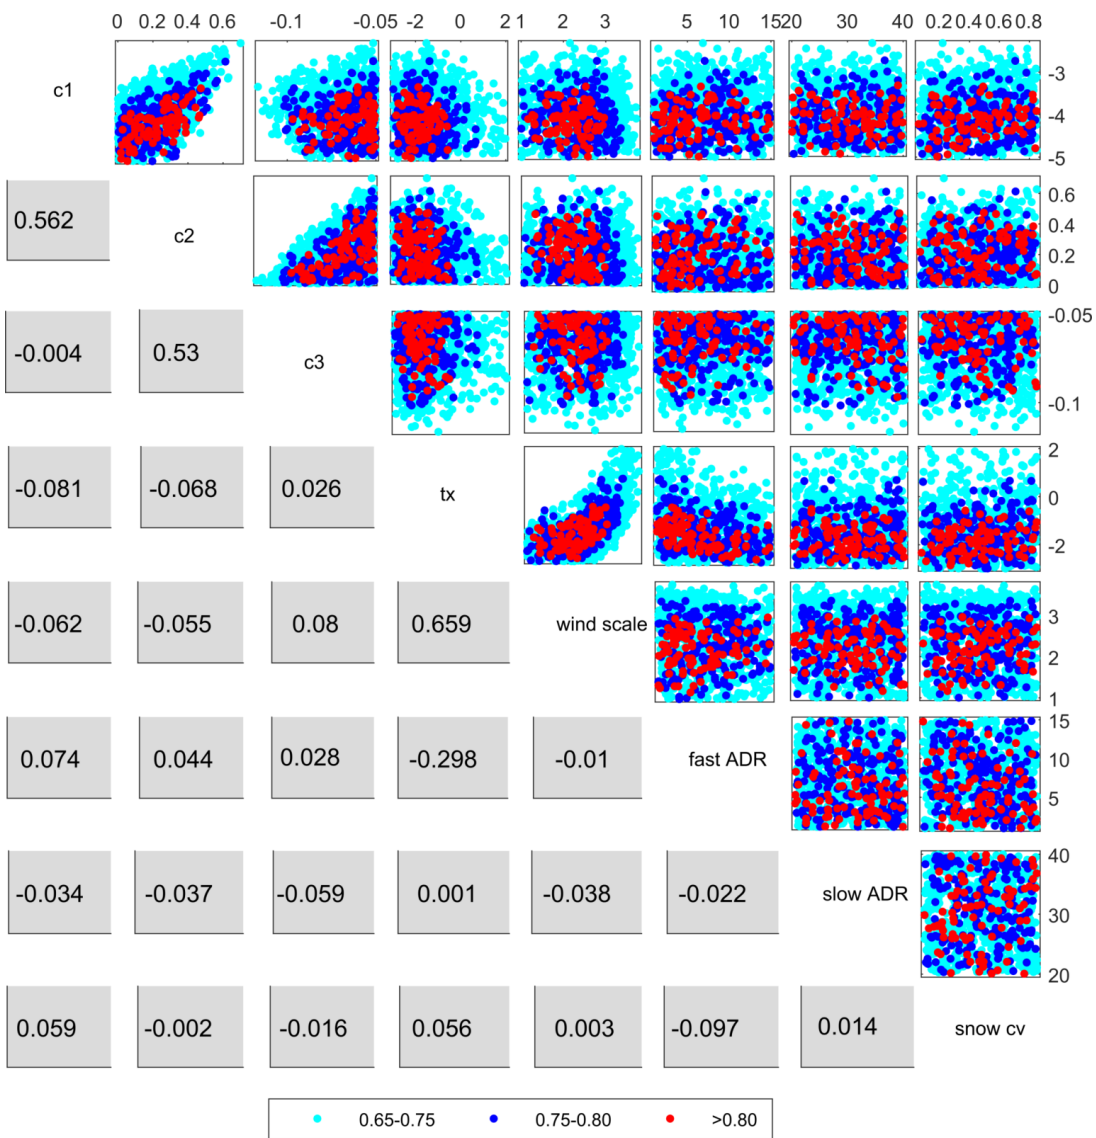 0 0.2 0.4 0.6 -0.1 -0.05 -2 0 2 1 2 3 5 10 15 20 30 40 0.2 0.4 0.6 0.8
c1 -3
-4
-5
0.562 c2 0.6
0.4
0.2
0
-0.004 0.53 c3 -0.05
-0.1
-0.081 -0.068 0.026 tx 2
0
-2
-0.062 -0.055 0.08 0.659 wind scale 3
2
1
0.074 0.044 0.028 -0.298 -0.01 fast ADR 15
10
5
-0.034 -0.037 -0.059 0.001 -0.038 -0.022 slow ADR 40
30
20
0.059 -0.002 -0.016 0.056 0.003 -0.097 0.014 snow cv
0.65-0.75 0.75-0.80 >0.80